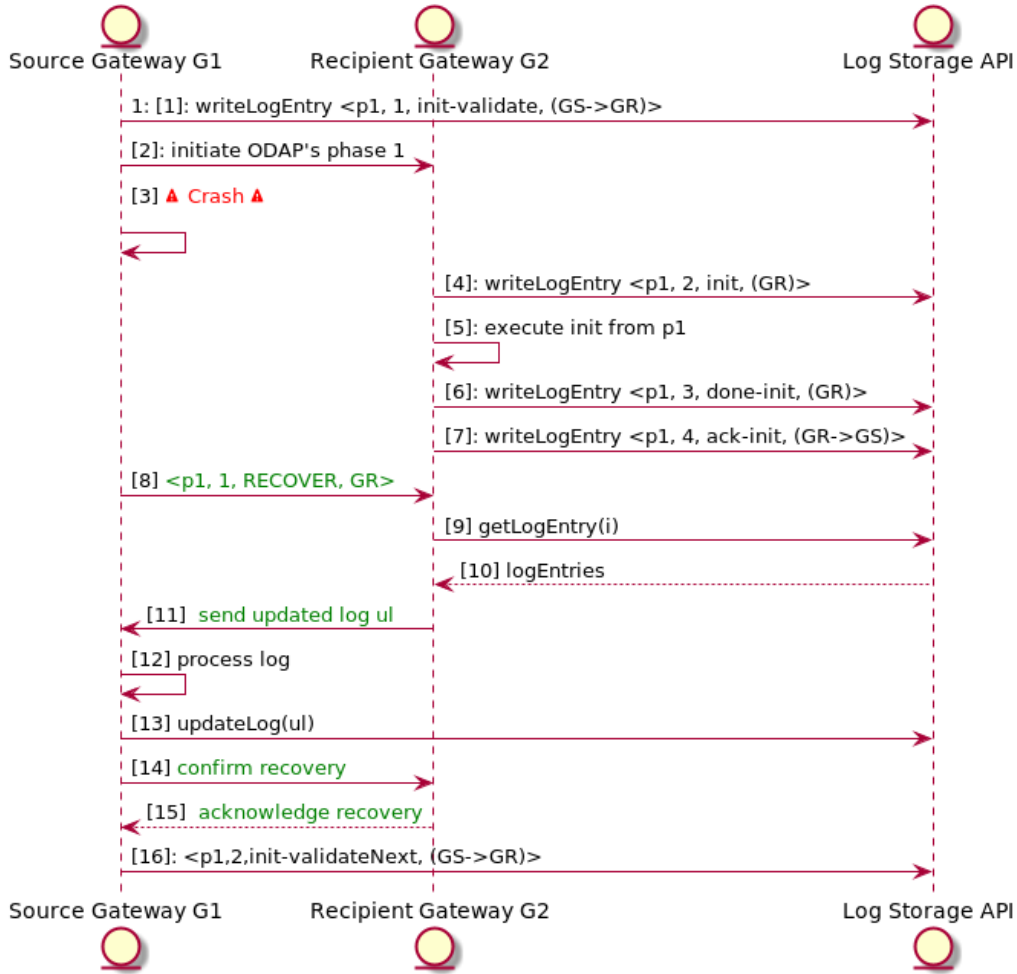 Source Gateway G1 Recipient Gateway G2 Log Storage API
1: [1]: writeLogEntry <p1, 1, init-validate, (GS->GR)>
[2]: initiate ODAP's phase 1
[3] ⚠ Crash ⚠
[4]: writeLogEntry <p1, 2, init, (GR)>
[5]: execute init from p1
[6]: writeLogEntry <p1, 3, done-init, (GR)>
[7]: writeLogEntry <p1, 4, ack-init, (GR->GS)>
[8] <p1, 1, RECOVER, GR>
[9] getLogEntry(i)
[10] logEntries
[11] send updated log ul
[12] process log
[13] updateLog(ul)
[14] confirm recovery
[15] acknowledge recovery
[16]: <p1,2,init-validateNext, (GS->GR)>
Source Gateway G1 Recipient Gateway G2 Log Storage API